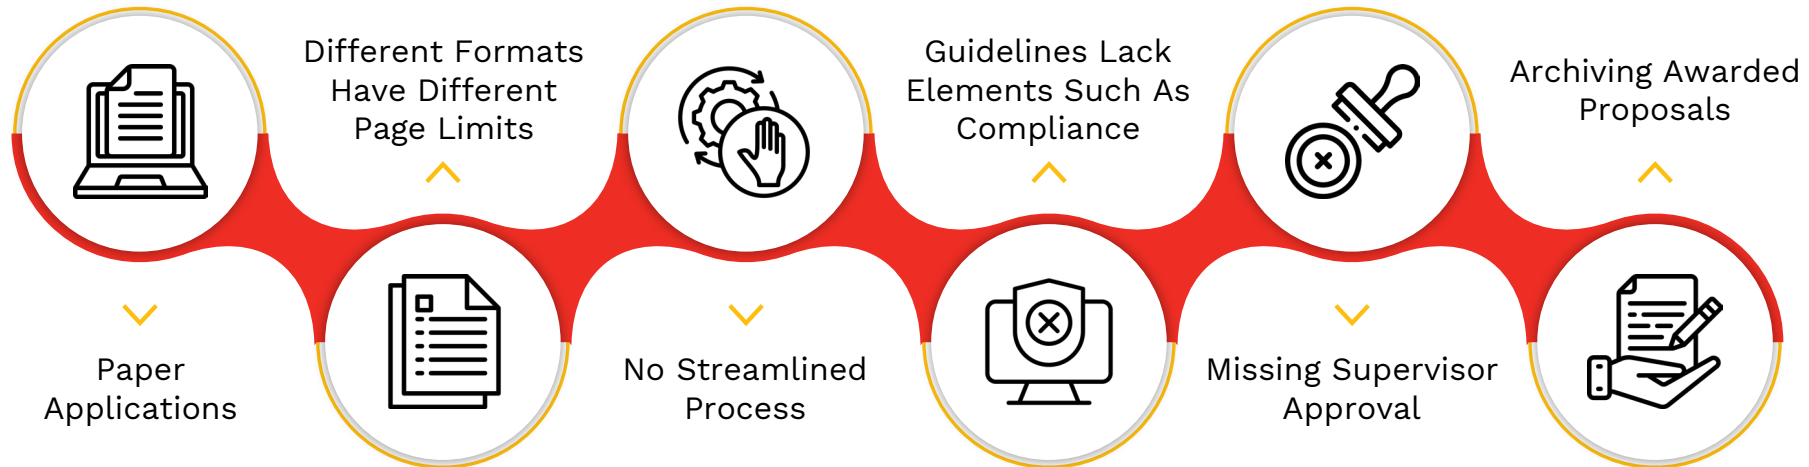 Paper
Applications
Different Formats
Have Different
Page Limits
No Streamlined
Process
Guidelines Lack
Elements Such As
Compliance
Missing Supervisor
Approval
Archiving Awarded
Proposals